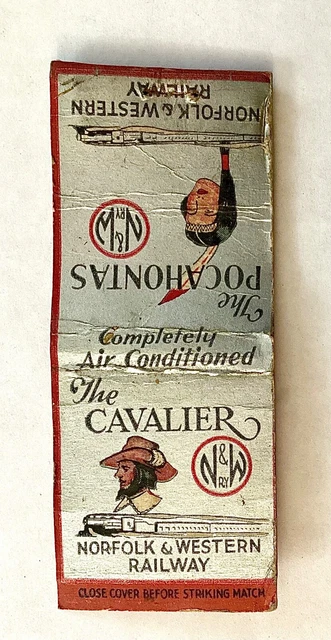 NORFOLK & WESTERN
RAILWAY
N&W
RY
The
POCAHONTAS
Completely
Air Conditioned
The
CAVALIER
N&W
RY
NORFOLK & WESTERN
RAILWAY
CLOSE COVER BEFORE STRIKING MATCH